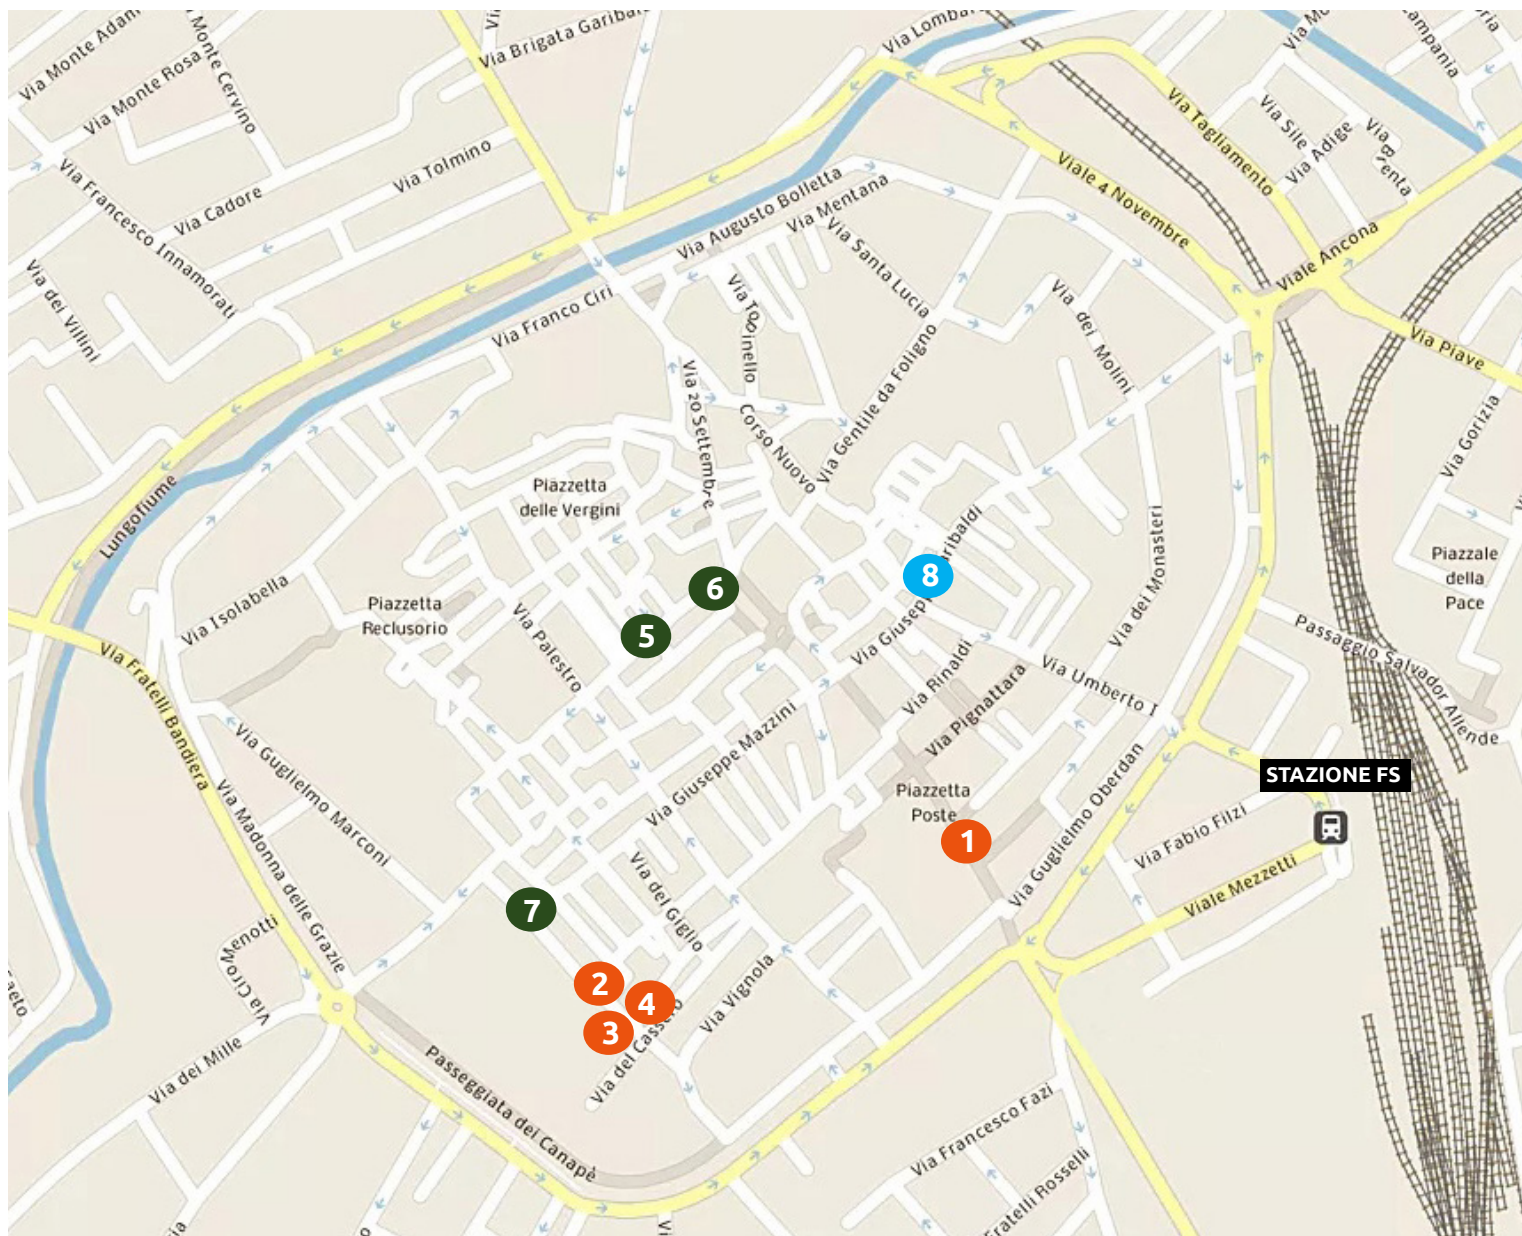 Via Monte Adam
Via Monte Cervino
Via Monte Rosa
Via Brigata Garibal
Via Lombar
Via M
Campania
ria
Via Francesco Innamorati
Via Cadore
Via Tolmino
Via dei Villini
Via Augusto Bolletta
Via Mentana
Via Santa Lucia
Viale 4 Novembre
Via Tagliamento
Via Sile
Via Adige
Via Brenta
Viale Ancona
Via Piave
Via Gorizia
Via Franco Ciri
Via 20 Settembre
Corso Nuovo
Via Gentile da Foligno
Via dei Molini
Via dei Monasteri
Lungofiume
Piazzetta
delle Vergini
Via Isolabella
Piazzetta
Reclusorio
Via Palestro
6
5
8
Via Giuseppe Garibaldi
Via Rinaldi
Via Pignattara
Via Umberto I
Piazzale
della
Pace
Passaggio Salvador Allende
Via Fratelli Bandiera
Via Guglielmo Marconi
Via Madonna delle Grazie
Via Giuseppe Mazzini
Piazzetta
Poste
1
Via Guglielmo Oberdan
STAZIONE FS
Via Fabio Filzi
Viale Mezzetti
7
Via del Giglio
Via Vignola
2
4
3
Via del Cassero
Via Ciro Menotti
Via dei Mille
Passeggiata dei Canapè
Via Francesco Fazi
Fratelli Rosselli
aeto
ia
Vi